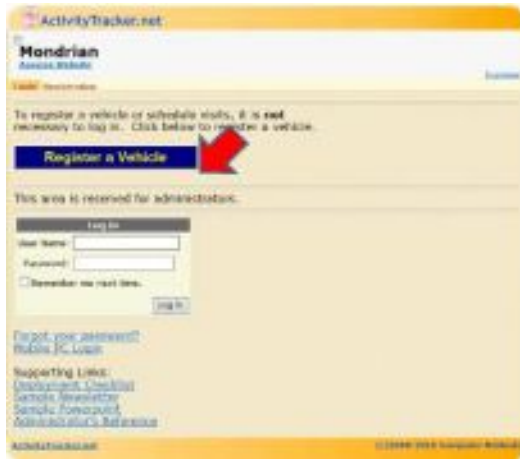 ActivityTracker.net
Mondrian
Access Website
To register a vehicle or schedule visits, it is not
necessary to log in. Click below to register a vehicle.
Register a Vehicle
This area is reserved for administrators.
Log In
User Name:
Password:
Remember me next time.
Log In
Forgot your password?
Mobile PC Login
Supporting Links:
Deployment Checklist
Sample Newsletter
Sample Powerpoint
Administrator's Reference
ActivityTracker.net